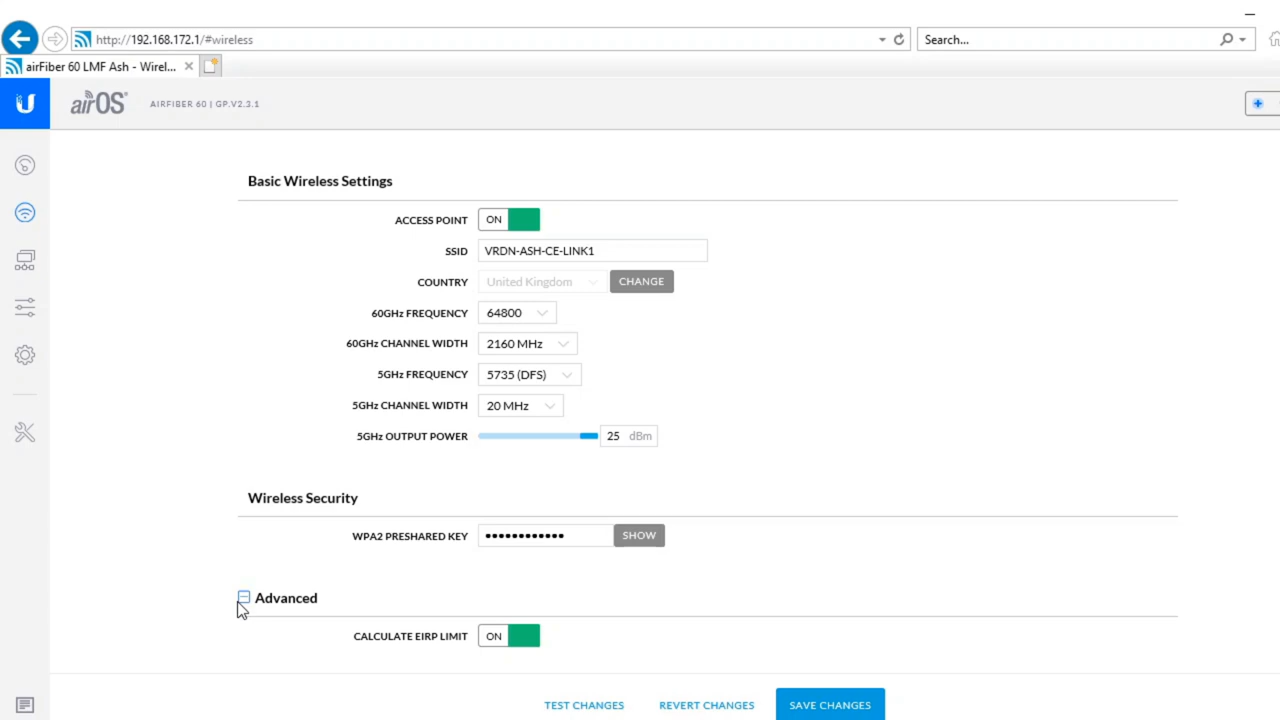 http://192.168.172.1/#wireless
Search...
airFiber 60 LMF Ash - Wirel...
airOS
AIRFIBER 60 | GP.V2.3.1
Basic Wireless Settings
ACCESS POINT ON
SSID VRDN-ASH-CE-LINK1
COUNTRY United Kingdom CHANGE
60GHz FREQUENCY 64800
60GHz CHANNEL WIDTH 2160 MHz
5GHz FREQUENCY 5735 (DFS)
5GHz CHANNEL WIDTH 20 MHz
5GHz OUTPUT POWER 25 dBm
Wireless Security
WPA2 PRESHARED KEY •••••••••••• SHOW
Advanced
CALCULATE EIRP LIMIT ON
TEST CHANGES REVERT CHANGES SAVE CHANGES